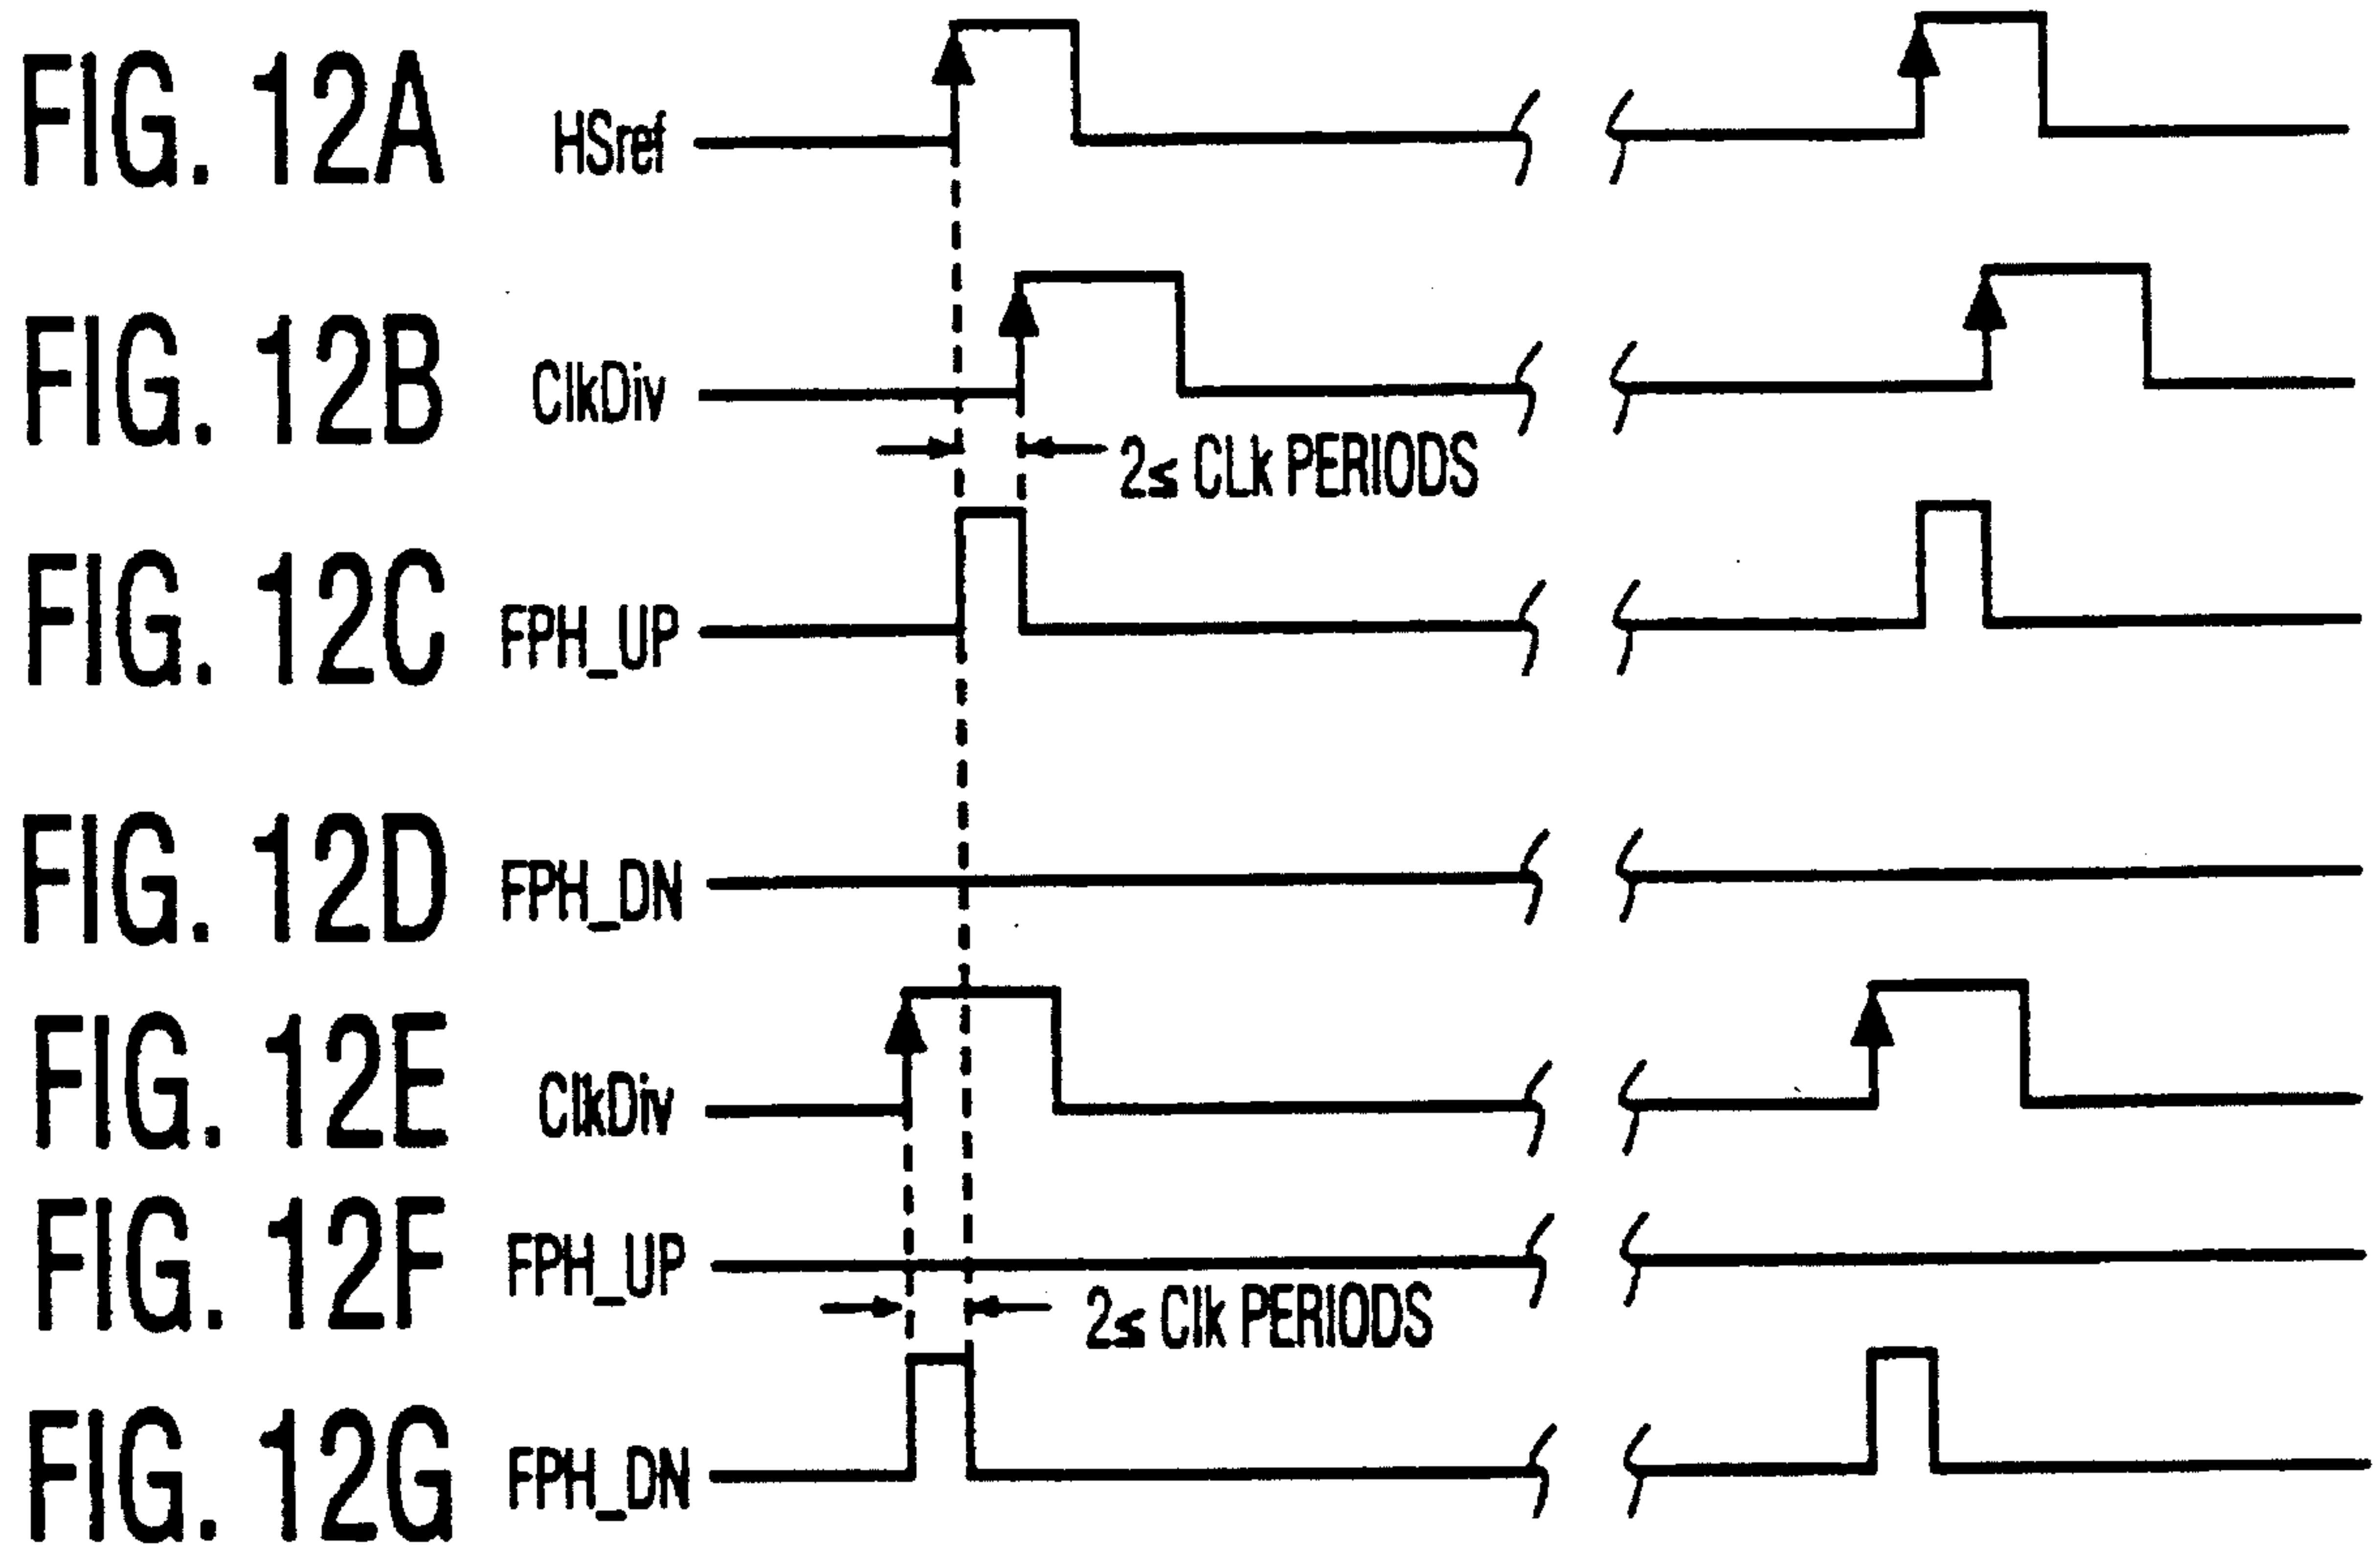 FIG. 12A HSref
FIG. 12B ClkDiv
2≤ CLk PERIODS
FIG. 12C FPH_UP
FIG. 12D FPH_DN
FIG. 12E ClkDiv
FIG. 12F FPH_UP
2≤ Clk PERIODS
FIG. 12G FPH_DN